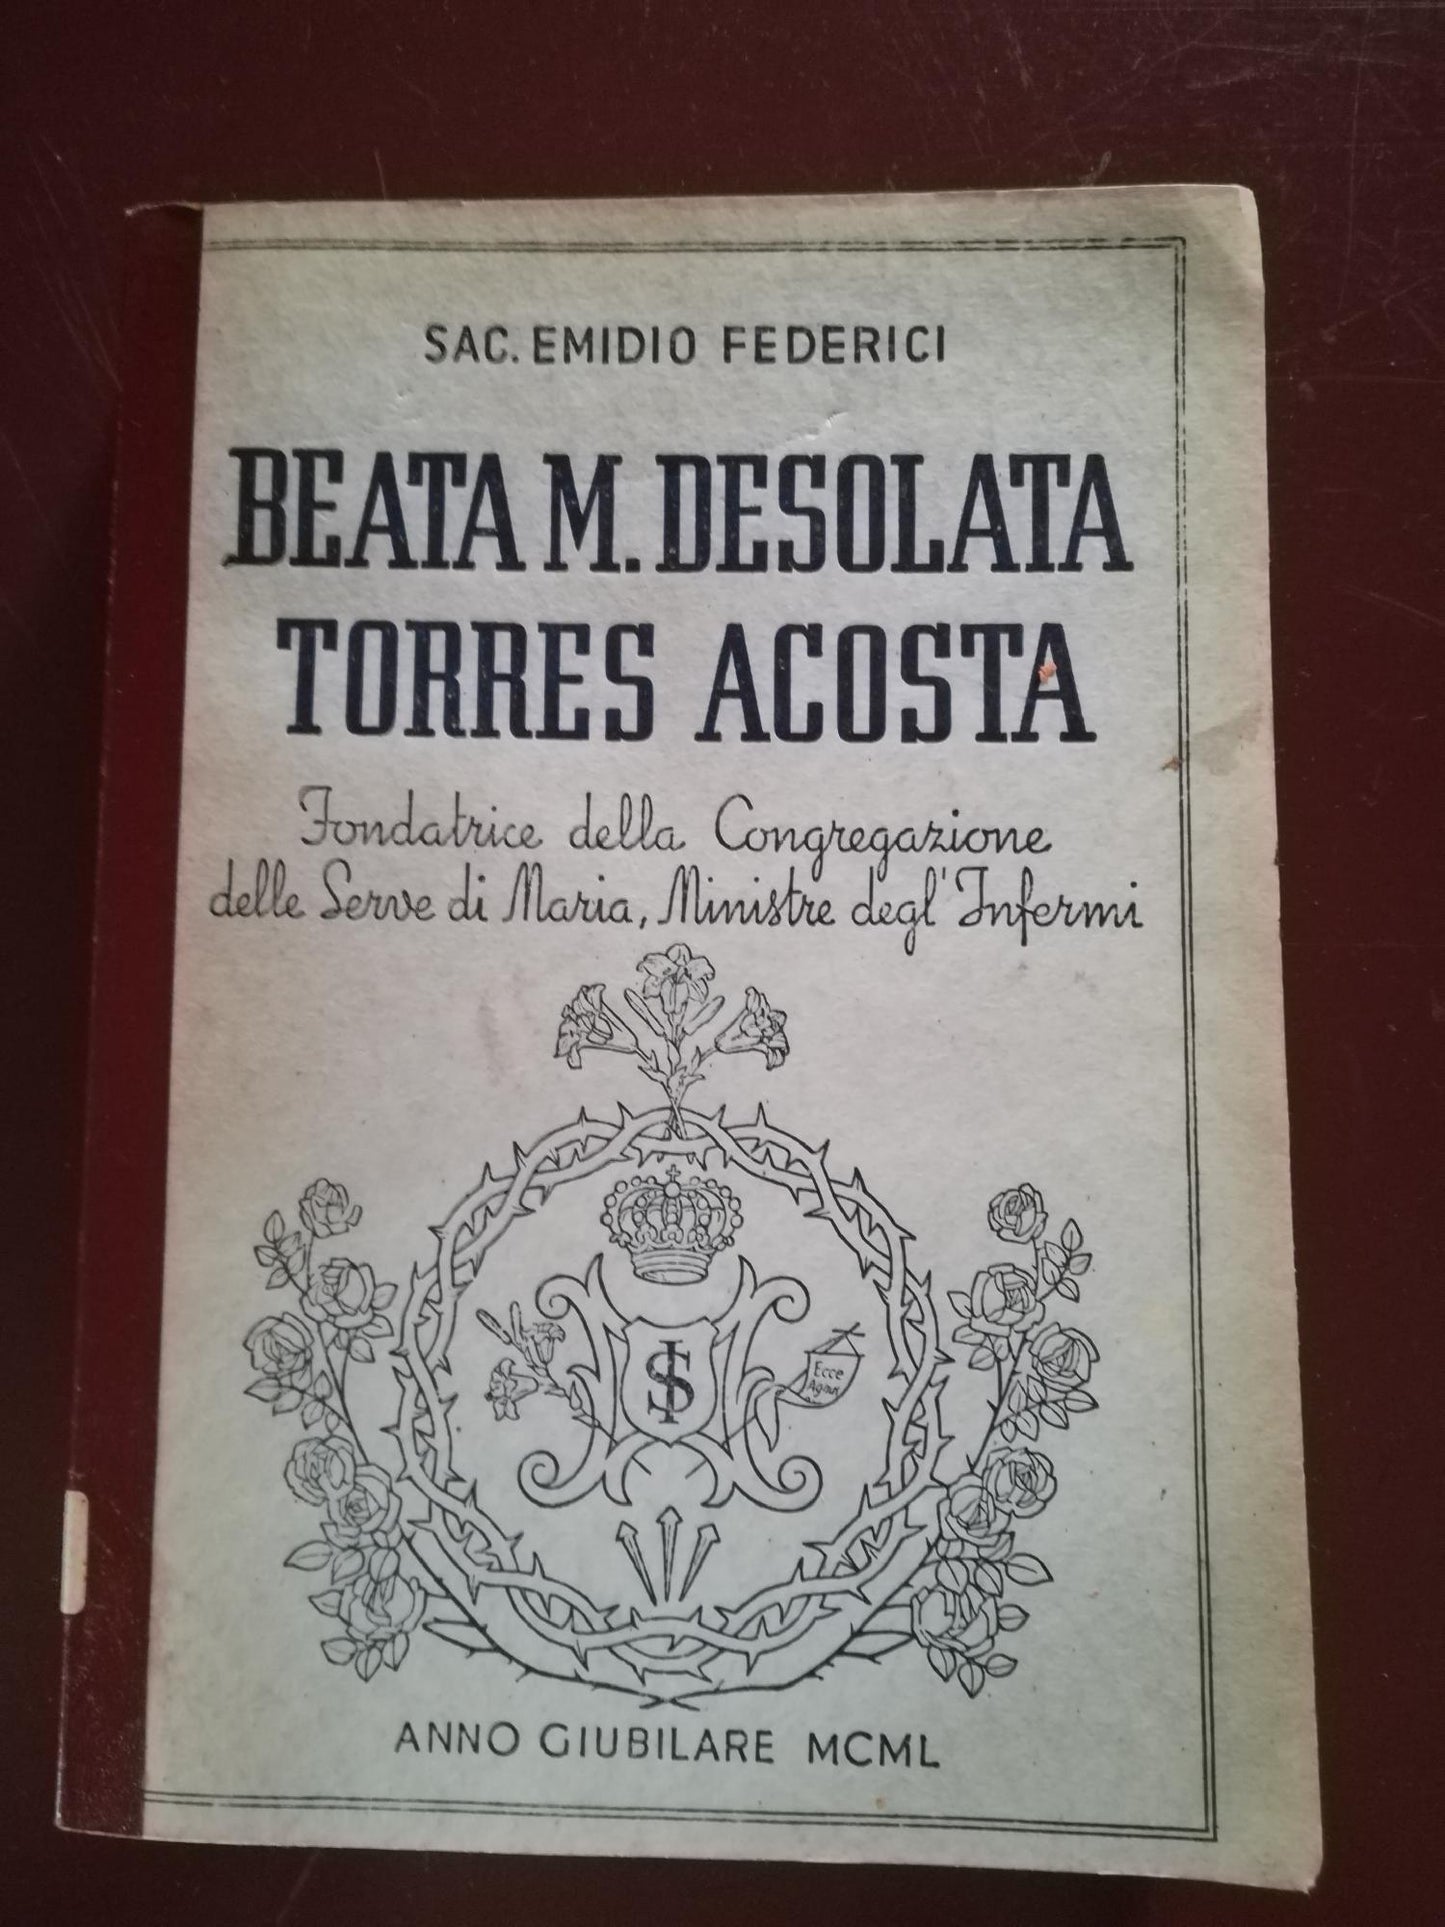 SAC. EMIDIO FEDERICI
BEATA M. DESOLATA
TORRES ACOSTA
Fondatrice della Congregazione
delle Serve di Maria, Ministre degl'Infermi
Ecce
Agnus
ANNO GIUBILARE MCML